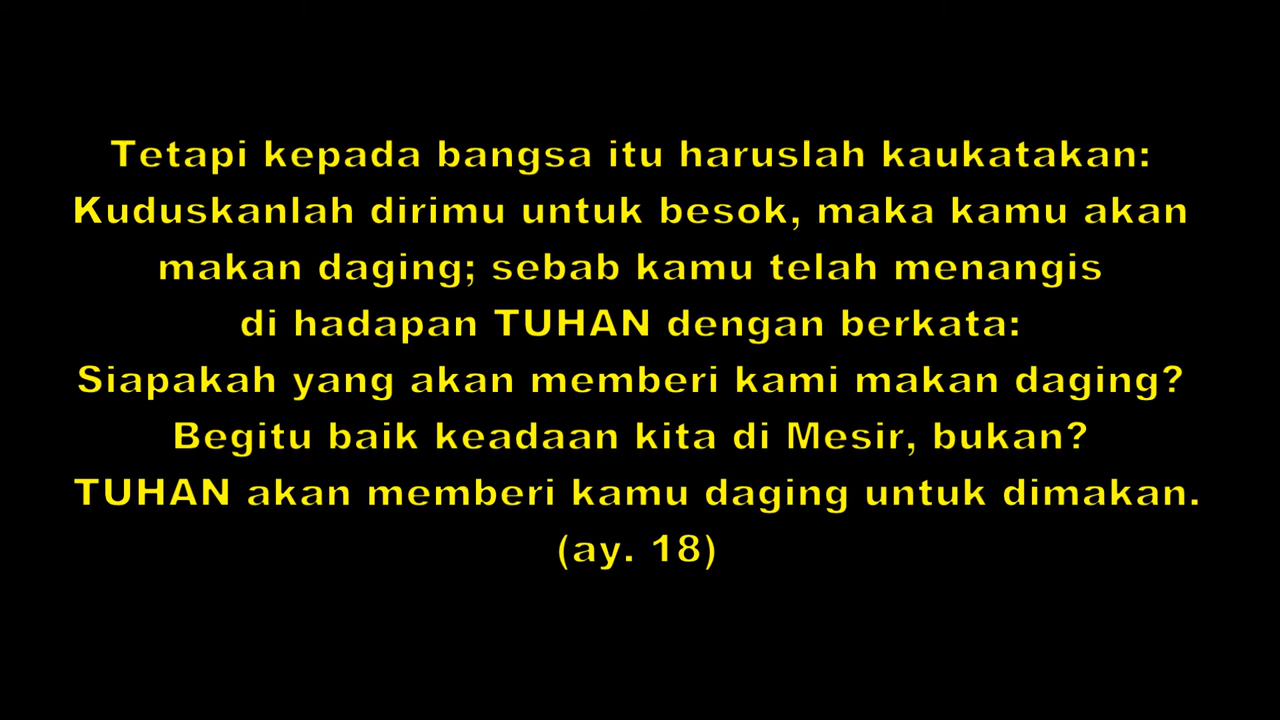 Tetapi kepada bangsa itu haruslah kaukatakan:
Kuduskanlah dirimu untuk besok, maka kamu akan
makan daging; sebab kamu telah menangis
di hadapan TUHAN dengan berkata:
Siapakah yang akan memberi kami makan daging?
Begitu baik keadaan kita di Mesir, bukan?
TUHAN akan memberi kamu daging untuk dimakan.
(ay. 18)